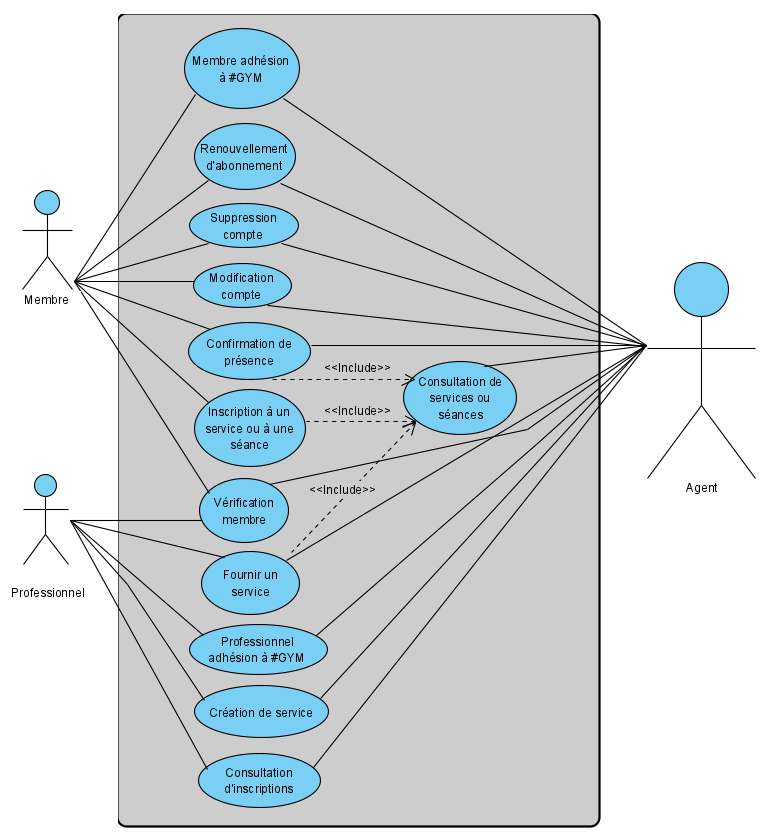 Membre adhésion
à #GYM
Renouvellement
d'abonnement
Suppression
compte
Modification
compte
Membre
Confirmation de
présence
<<Include>>
Consultation de
services ou
séances
Inscription à un
service ou à une
séance
<<Include>>
Agent
<<Include>>
Vérification
membre
Fournir un
service
Professionnel
Professionnel
adhésion à #GYM
Création de service
Consultation
d'inscriptions